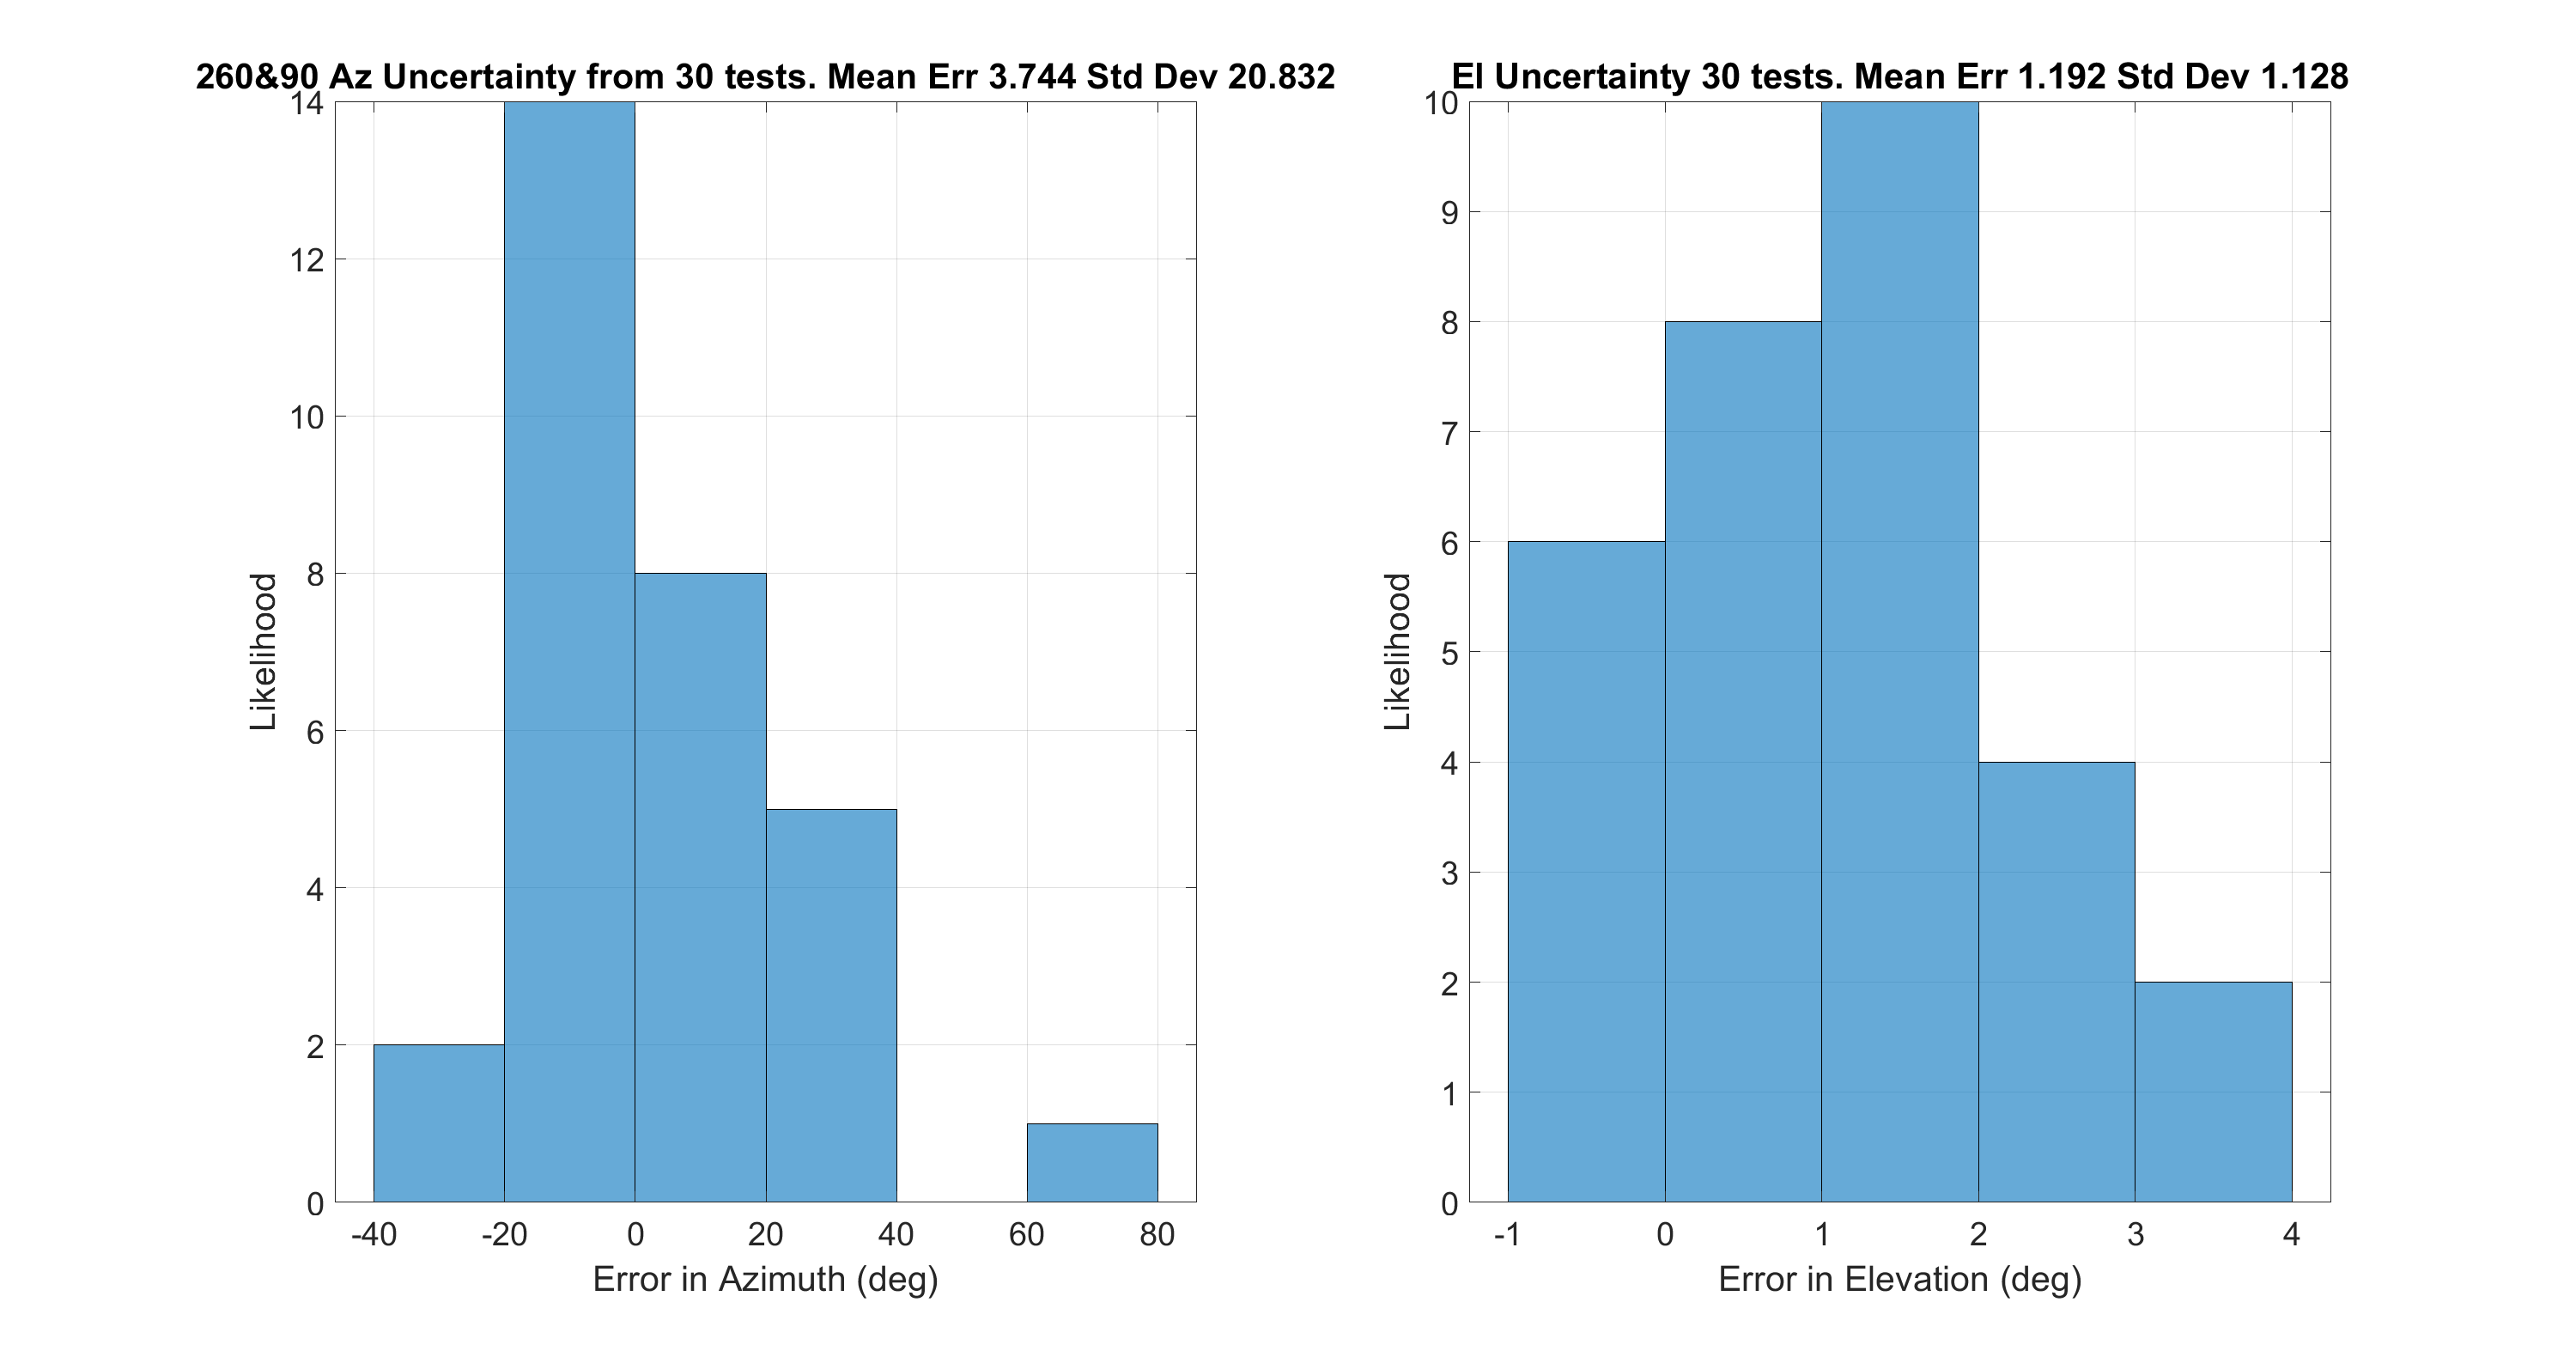 260&90 Az Uncertainty from 30 tests. Mean Err 3.744 Std Dev 20.832
14
12
10
8
6
4
2
0
Likelihood
-40 -20 0 20 40 60 80
Error in Azimuth (deg)
El Uncertainty 30 tests. Mean Err 1.192 Std Dev 1.128
10
9
8
7
6
5
4
3
2
1
0
Likelihood
-1 0 1 2 3 4
Error in Elevation (deg)